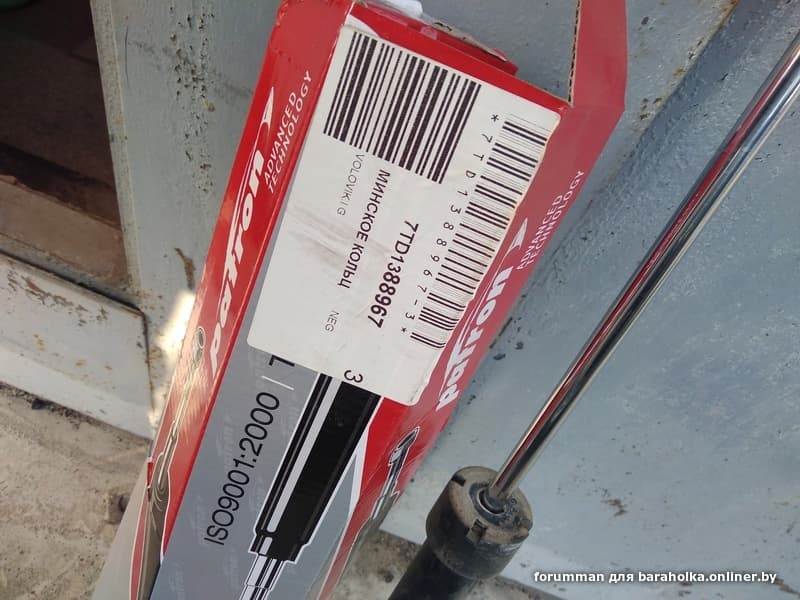 *7TD1388967-3*
7TD1388967
МИНСКОЕ КОЛЬЦ
VOLOVIK I G
NEG
3
patron
ADVANCED
TECHNOLOGY
patron
ADVANCED
TECHNOLOGY
ISO9001:2000 |
forumman для baraholka.onliner.by